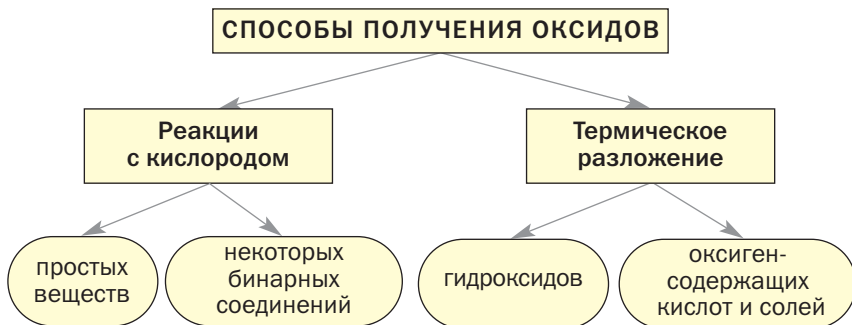 СПОСОБЫ ПОЛУЧЕНИЯ ОКСИДОВ
Реакции
с кислородом
Термическое
разложение
простых
веществ
некоторых
бинарных
соединений
гидроксидов
оксиген-
содержащих
кислот и солей